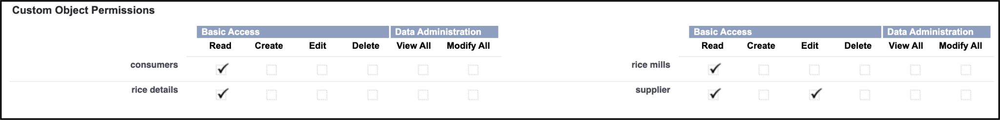 Custom Object Permissions
Basic Access Data Administration Basic Access Data Administration
Read Create Edit Delete View All Modify All Read Create Edit Delete View All Modify All
consumers rice mills
rice details supplier